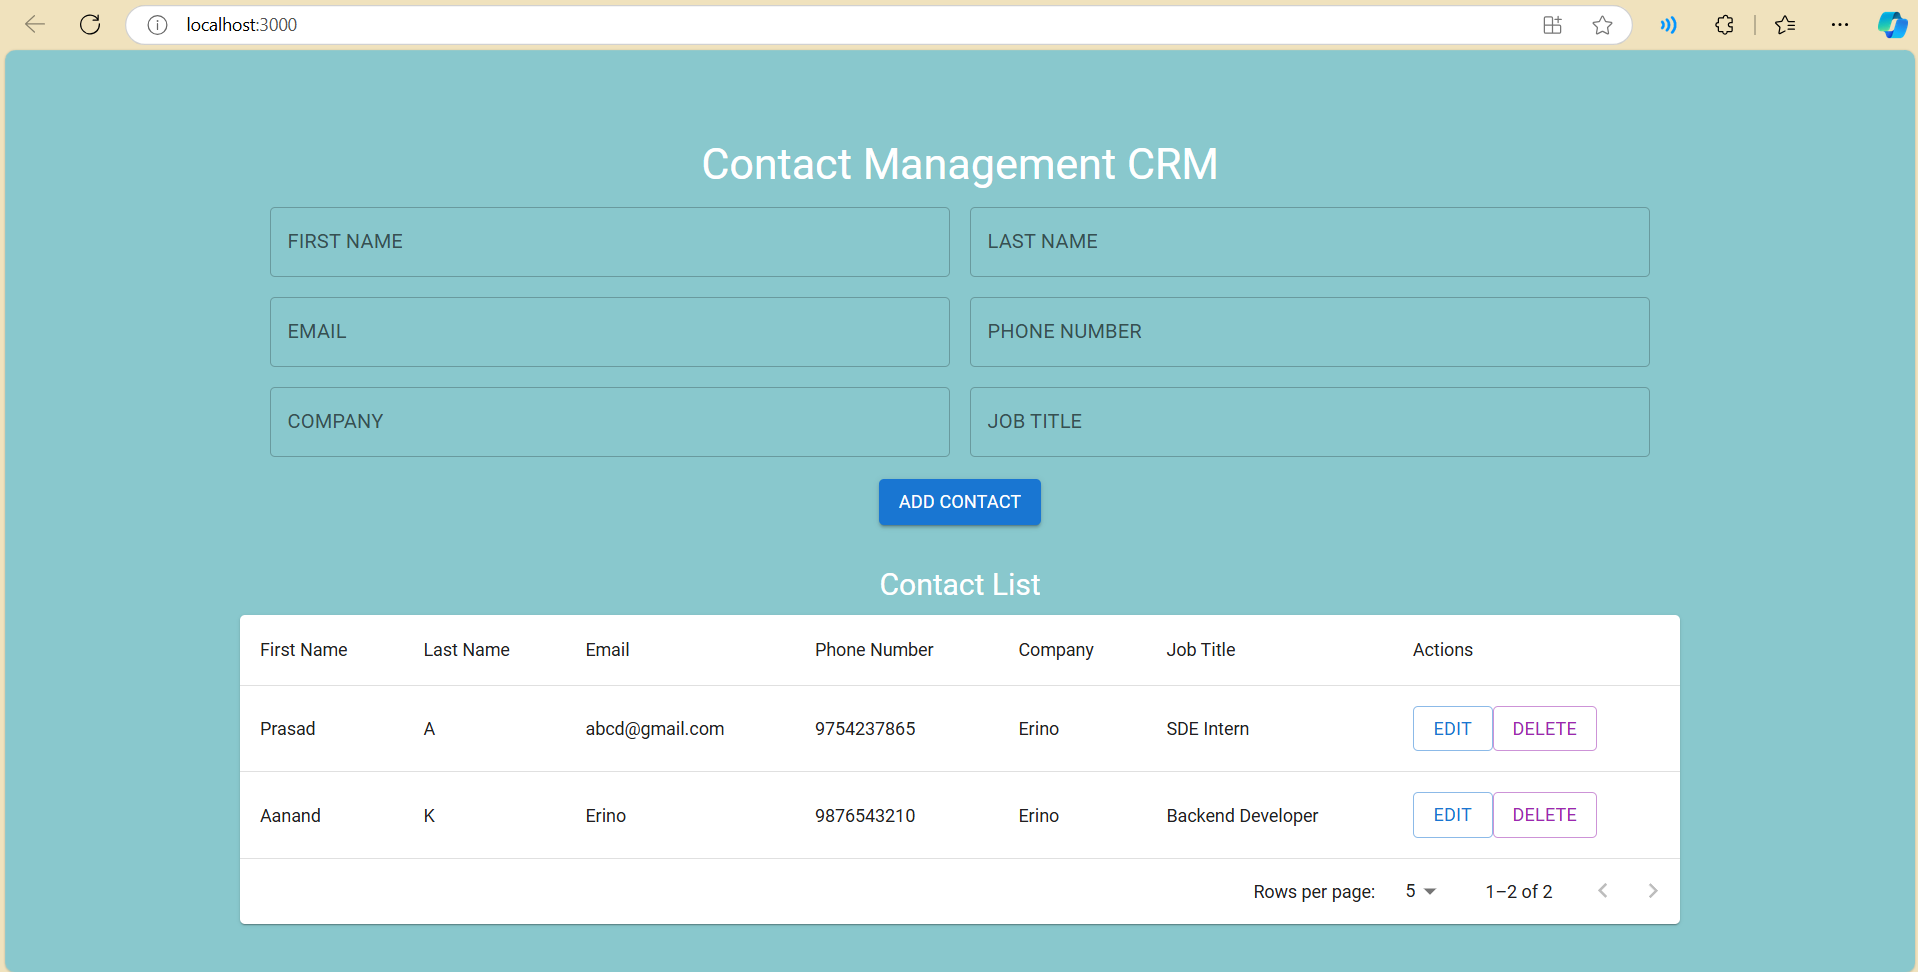 localhost:3000
Contact Management CRM
FIRST NAME LAST NAME
EMAIL PHONE NUMBER
COMPANY JOB TITLE
ADD CONTACT
Contact List
First Name Last Name Email Phone Number Company Job Title Actions
Prasad A abcd@gmail.com 9754237865 Erino SDE Intern EDIT DELETE
Aanand K Erino 9876543210 Erino Backend Developer EDIT DELETE
Rows per page: 5 1–2 of 2